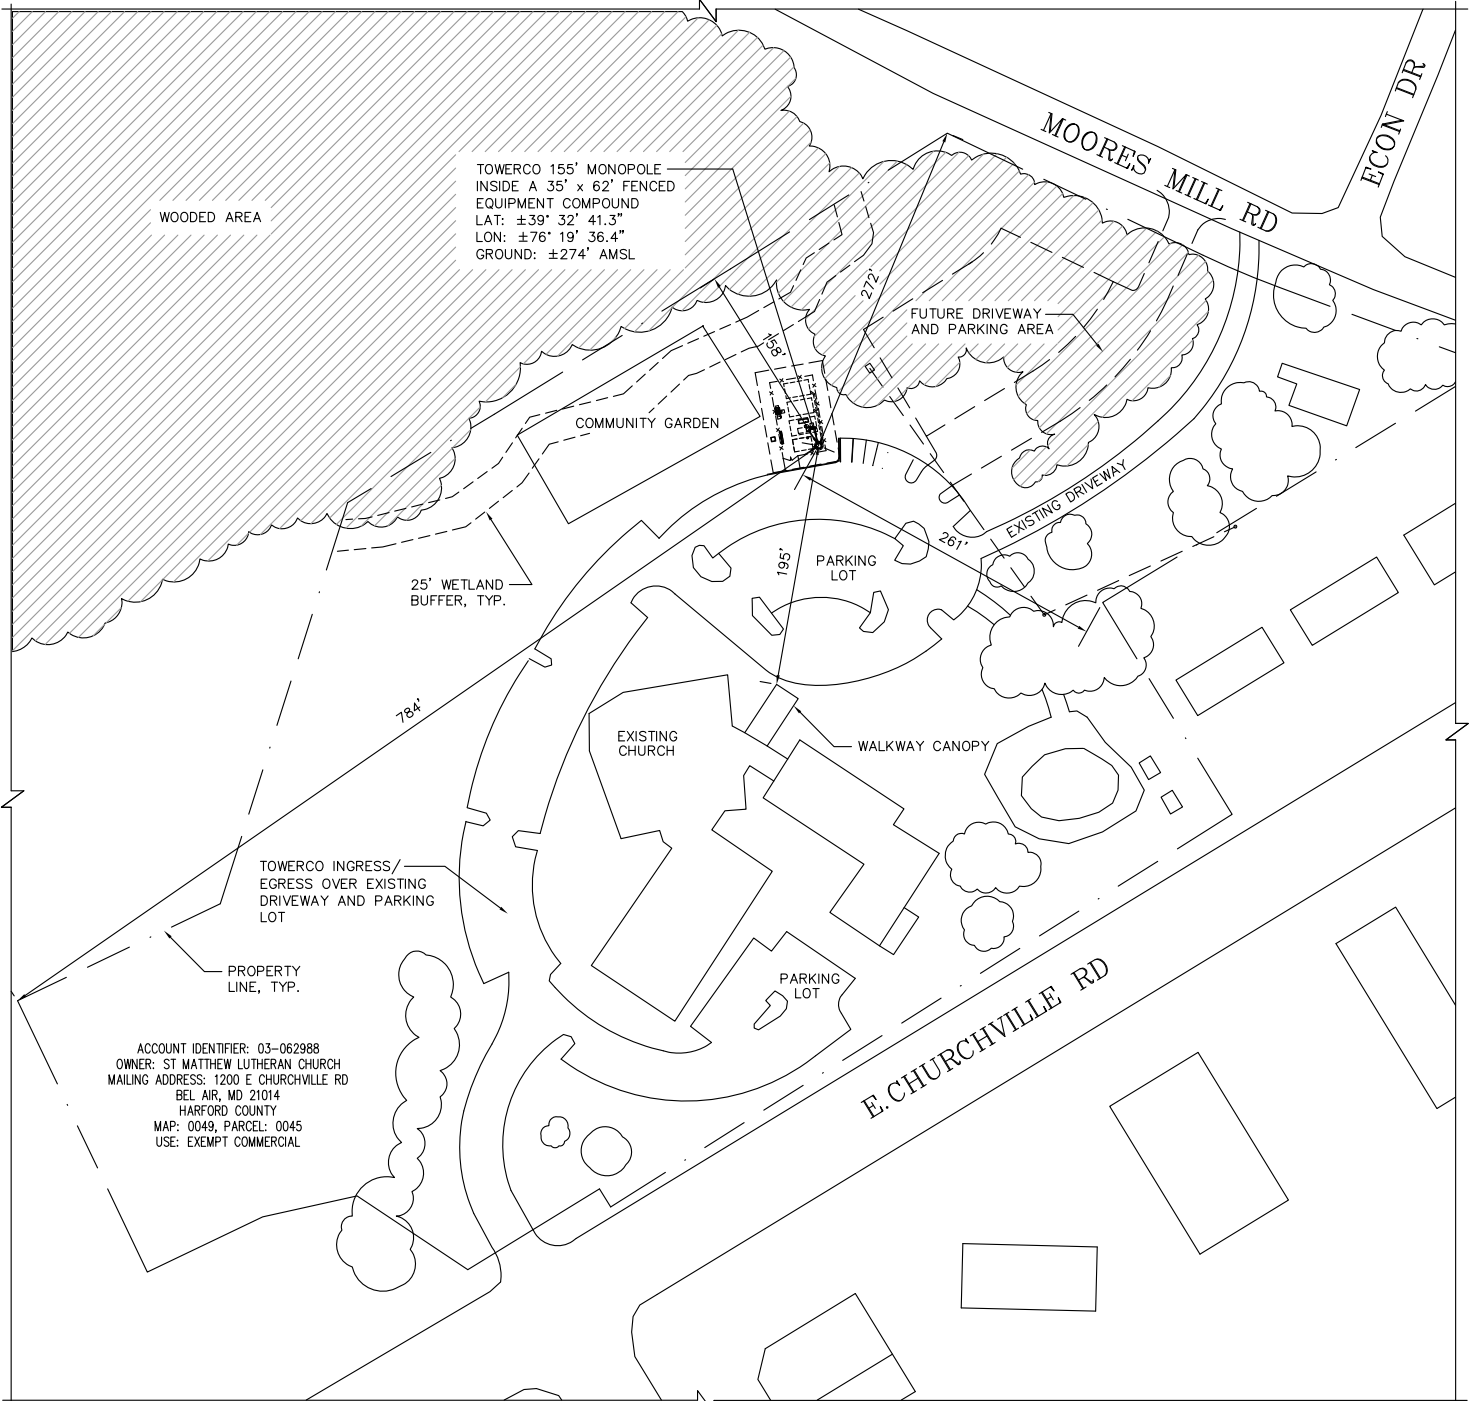 MOORES MILL RD
ECON DR
TOWERCO 155' MONOPOLE
INSIDE A 35' x 62' FENCED
EQUIPMENT COMPOUND
LAT: ±39° 32' 41.3"
LON: ±76° 19' 36.4"
GROUND: ±274' AMSL
WOODED AREA
272'
158'
FUTURE DRIVEWAY
AND PARKING AREA
COMMUNITY GARDEN
EXISTING DRIVEWAY
261'
195'
PARKING
LOT
25' WETLAND
BUFFER, TYP.
784'
EXISTING
CHURCH
WALKWAY CANOPY
TOWERCO INGRESS/
EGRESS OVER EXISTING
DRIVEWAY AND PARKING
LOT
PROPERTY
LINE, TYP.
PARKING
LOT
E. CHURCHVILLE RD
ACCOUNT IDENTIFIER: 03-062988
OWNER: ST MATTHEW LUTHERAN CHURCH
MAILING ADDRESS: 1200 E CHURCHVILLE RD
BEL AIR, MD 21014
HARFORD COUNTY
MAP: 0049, PARCEL: 0045
USE: EXEMPT COMMERCIAL